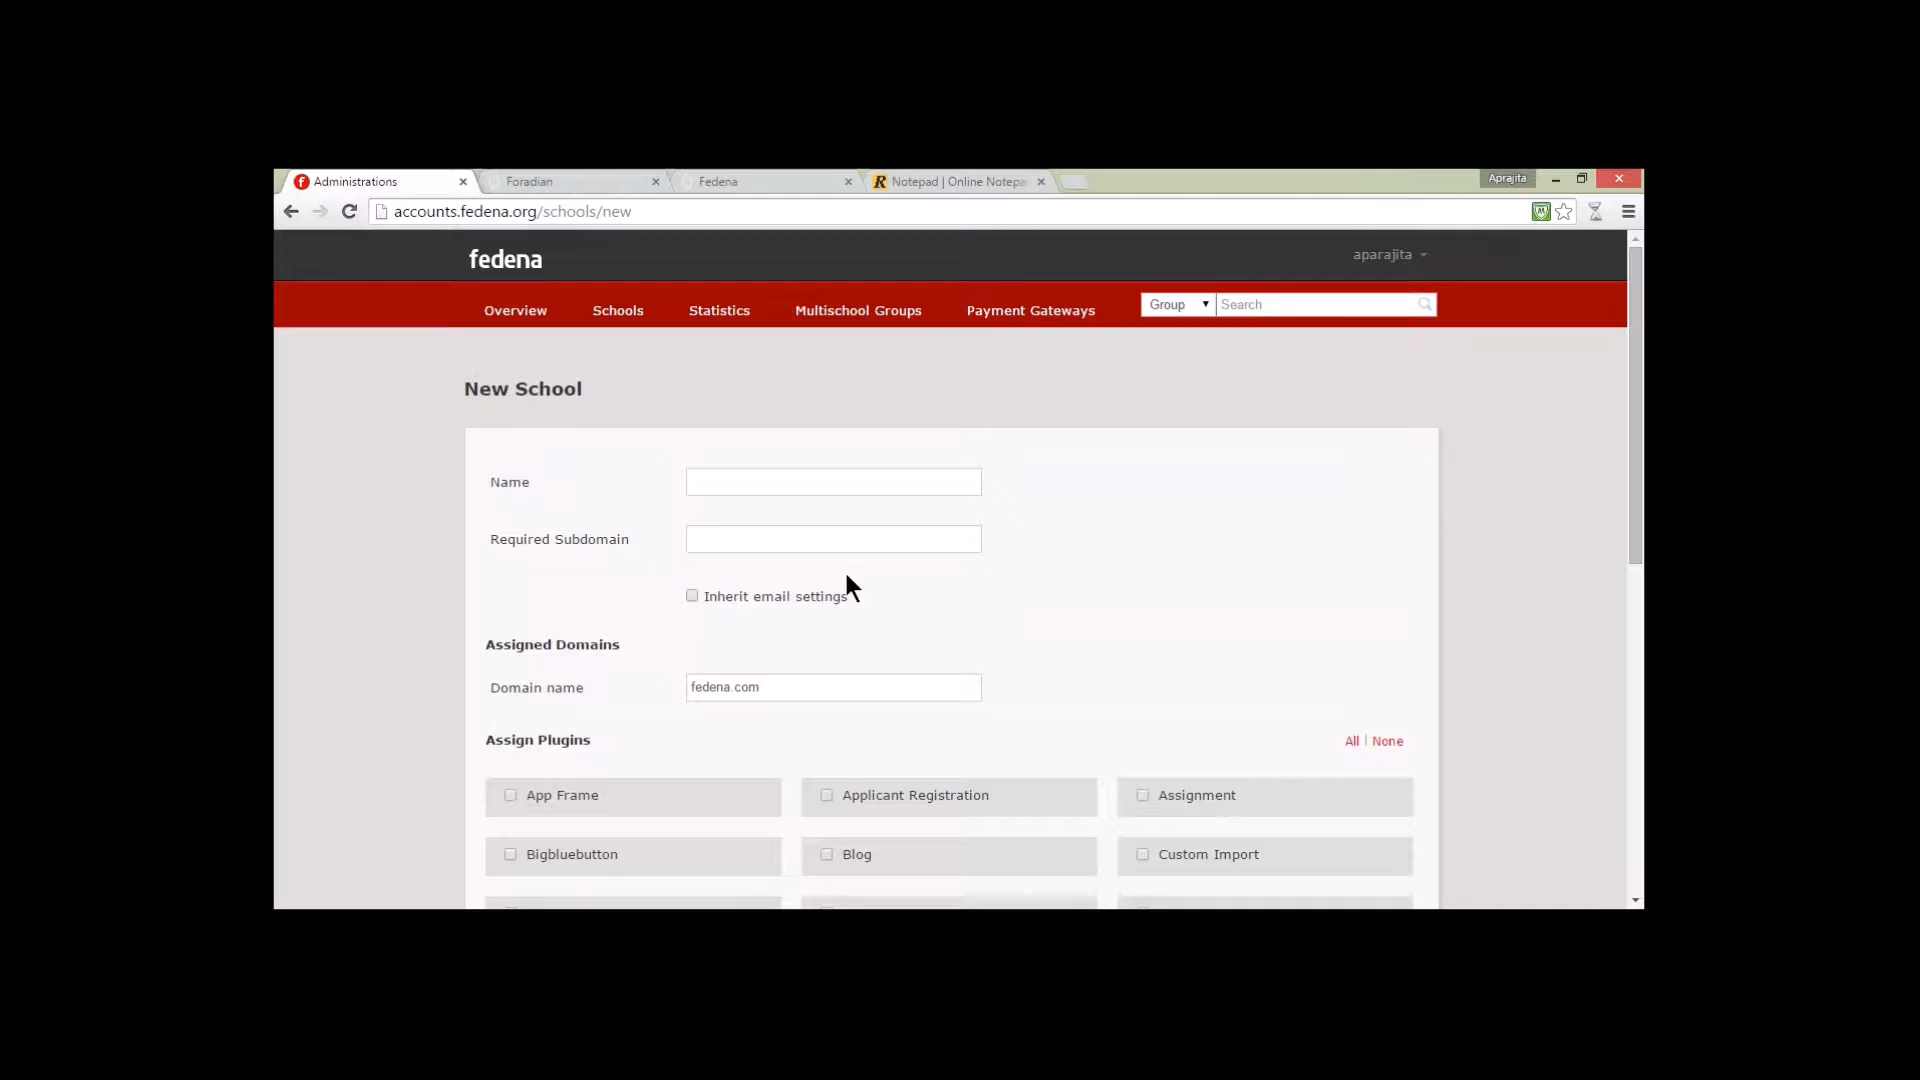 Administrations
Foradian
Fedena
Notepad | Online Notepa
Aprajita
accounts.fedena.org/schools/new
fedena
aparajita
Overview
Schools
Statistics
Multischool Groups
Payment Gateways
Group
Search
New School
Name
Required Subdomain
Inherit email settings
Assigned Domains
Domain name
fedena.com
Assign Plugins
All | None
App Frame
Applicant Registration
Assignment
Bigbluebutton
Blog
Custom Import